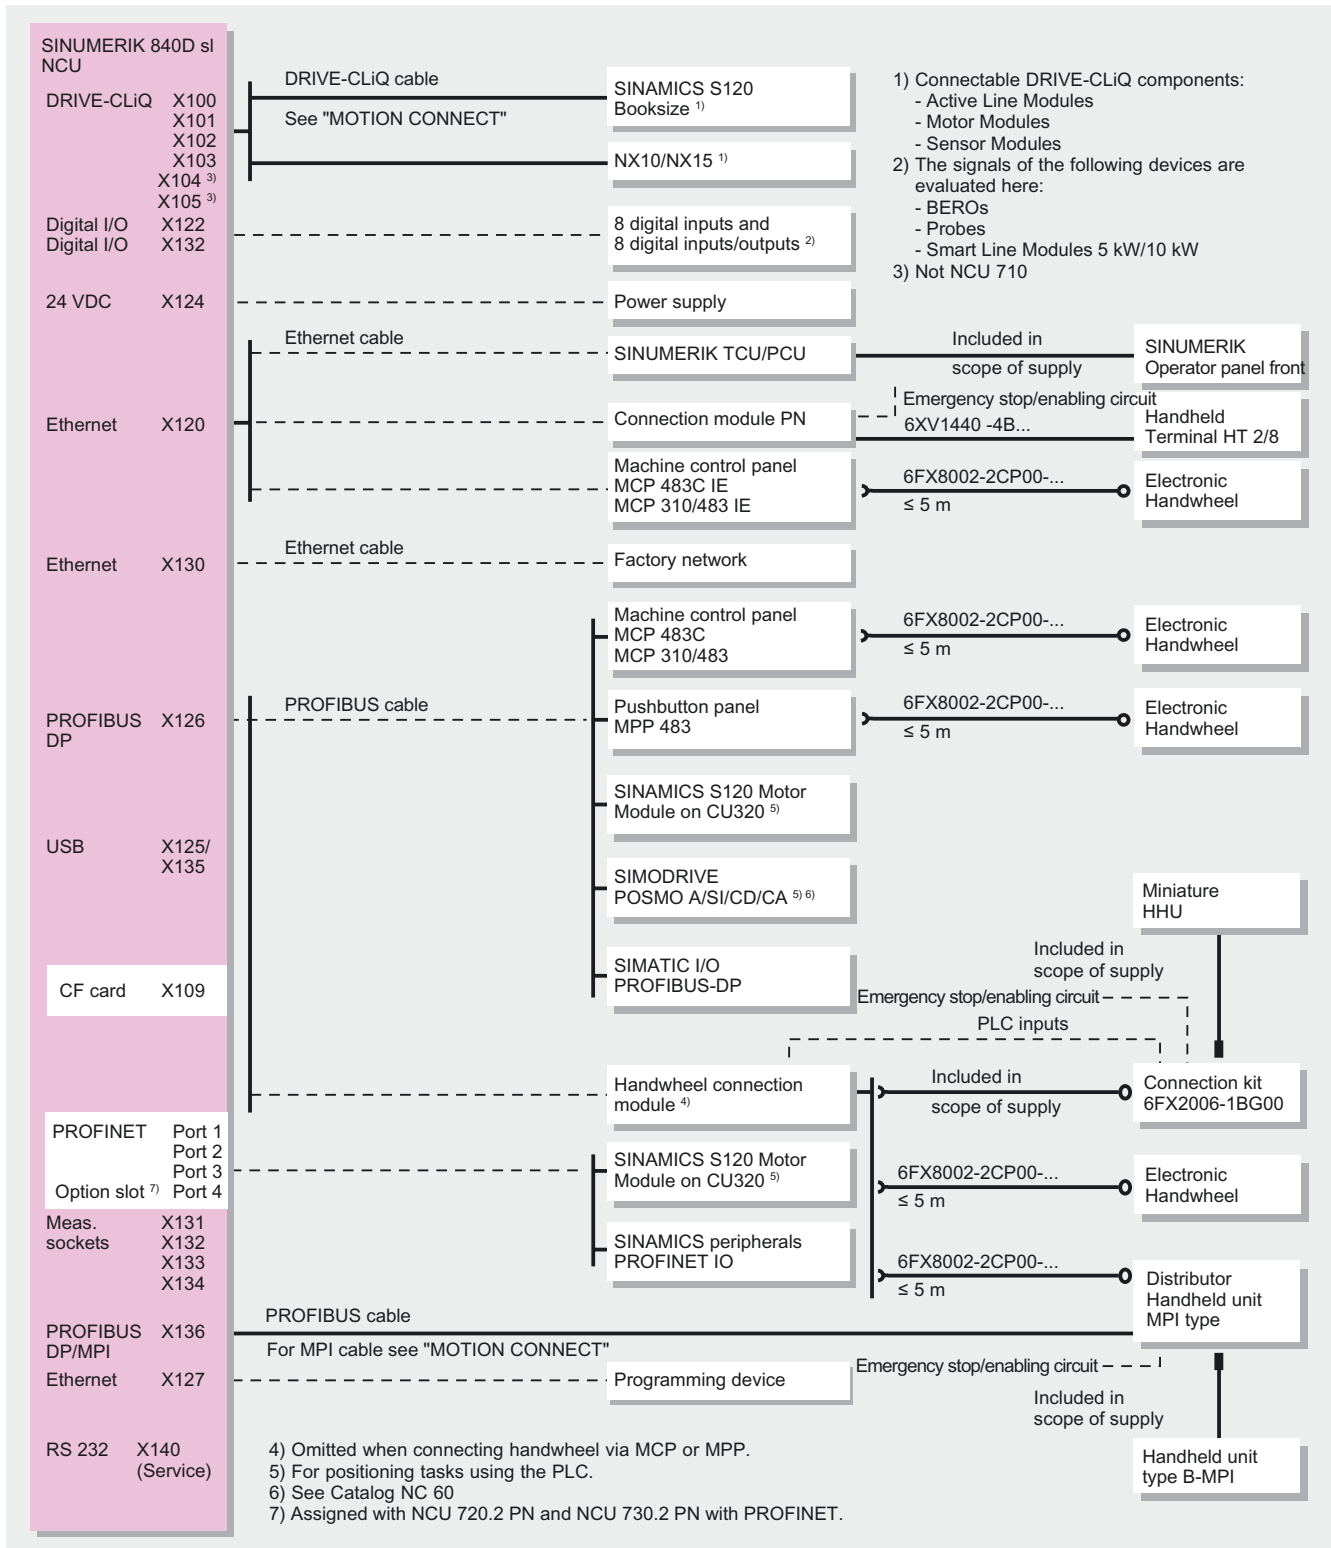 SINUMERIK 840D sl
NCU
DRIVE-CLiQ X100
X101
X102
X103
X104 3)
X105 3)
Digital I/O X122
Digital I/O X132
24 VDC X124
Ethernet X120
Ethernet X130
PROFIBUS X126
DP
USB X125/
X135
CF card X109
PROFINET Port 1
Port 2
Port 3
Option slot 7) Port 4
Meas. X131
sockets X132
X133
X134
PROFIBUS X136
DP/MPI
Ethernet X127
RS 232 X140
(Service)
DRIVE-CLiQ cable
See "MOTION CONNECT"
SINAMICS S120
Booksize 1)
NX10/NX15 1)
8 digital inputs and
8 digital inputs/outputs 2)
Power supply
Ethernet cable
SINUMERIK TCU/PCU
Connection module PN
Machine control panel
MCP 483C IE
MCP 310/483 IE
Ethernet cable
Factory network
Machine control panel
MCP 483C
MCP 310/483
PROFIBUS cable
Pushbutton panel
MPP 483
SINAMICS S120 Motor
Module on CU320 5)
SIMODRIVE
POSMO A/SI/CD/CA 5) 6)
SIMATIC I/O
PROFIBUS-DP
Handwheel connection
module 4)
SINAMICS S120 Motor
Module on CU320 5)
SINAMICS peripherals
PROFINET IO
PROFIBUS cable
For MPI cable see "MOTION CONNECT"
Programming device
1) Connectable DRIVE-CLiQ components:
- Active Line Modules
- Motor Modules
- Sensor Modules
2) The signals of the following devices are
evaluated here:
- BEROs
- Probes
- Smart Line Modules 5 kW/10 kW
3) Not NCU 710
Included in
scope of supply
SINUMERIK
Operator panel front
Emergency stop/enabling circuit
6XV1440 -4B...
Handheld
Terminal HT 2/8
6FX8002-2CP00-...
≤ 5 m
Electronic
Handwheel
6FX8002-2CP00-...
≤ 5 m
Electronic
Handwheel
6FX8002-2CP00-...
≤ 5 m
Electronic
Handwheel
Miniature
HHU
Included in
scope of supply
Emergency stop/enabling circuit
PLC inputs
Included in
scope of supply
Connection kit
6FX2006-1BG00
6FX8002-2CP00-...
≤ 5 m
Electronic
Handwheel
6FX8002-2CP00-...
≤ 5 m
Distributor
Handheld unit
MPI type
Emergency stop/enabling circuit
Included in
scope of supply
Handheld unit
type B-MPI
4) Omitted when connecting handwheel via MCP or MPP.
5) For positioning tasks using the PLC.
6) See Catalog NC 60
7) Assigned with NCU 720.2 PN and NCU 730.2 PN with PROFINET.